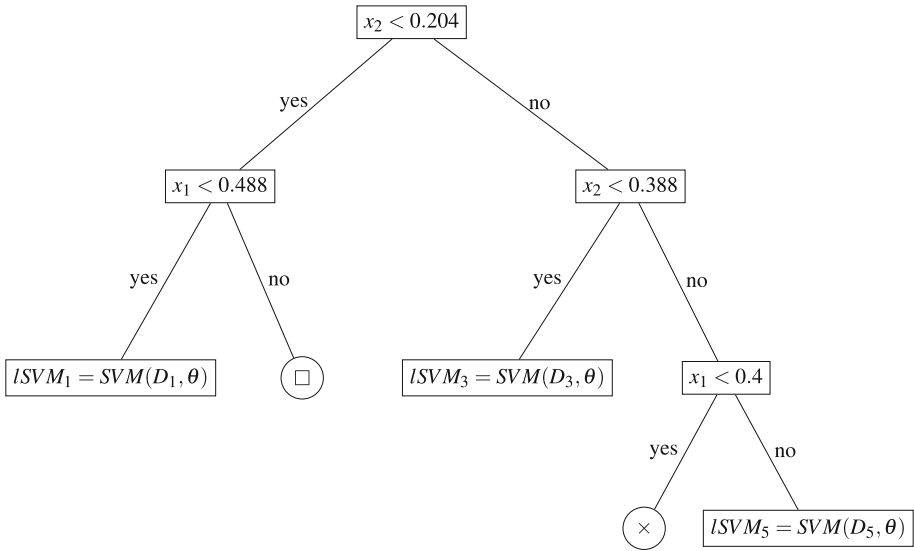 x₂ < 0.204
yes
no
x₁ < 0.488
x₂ < 0.388
yes
no
yes
no
lSVM₁ = SVM(D₁, θ)
□
lSVM₃ = SVM(D₃, θ)
x₁ < 0.4
yes
no
×
lSVM₅ = SVM(D₅, θ)